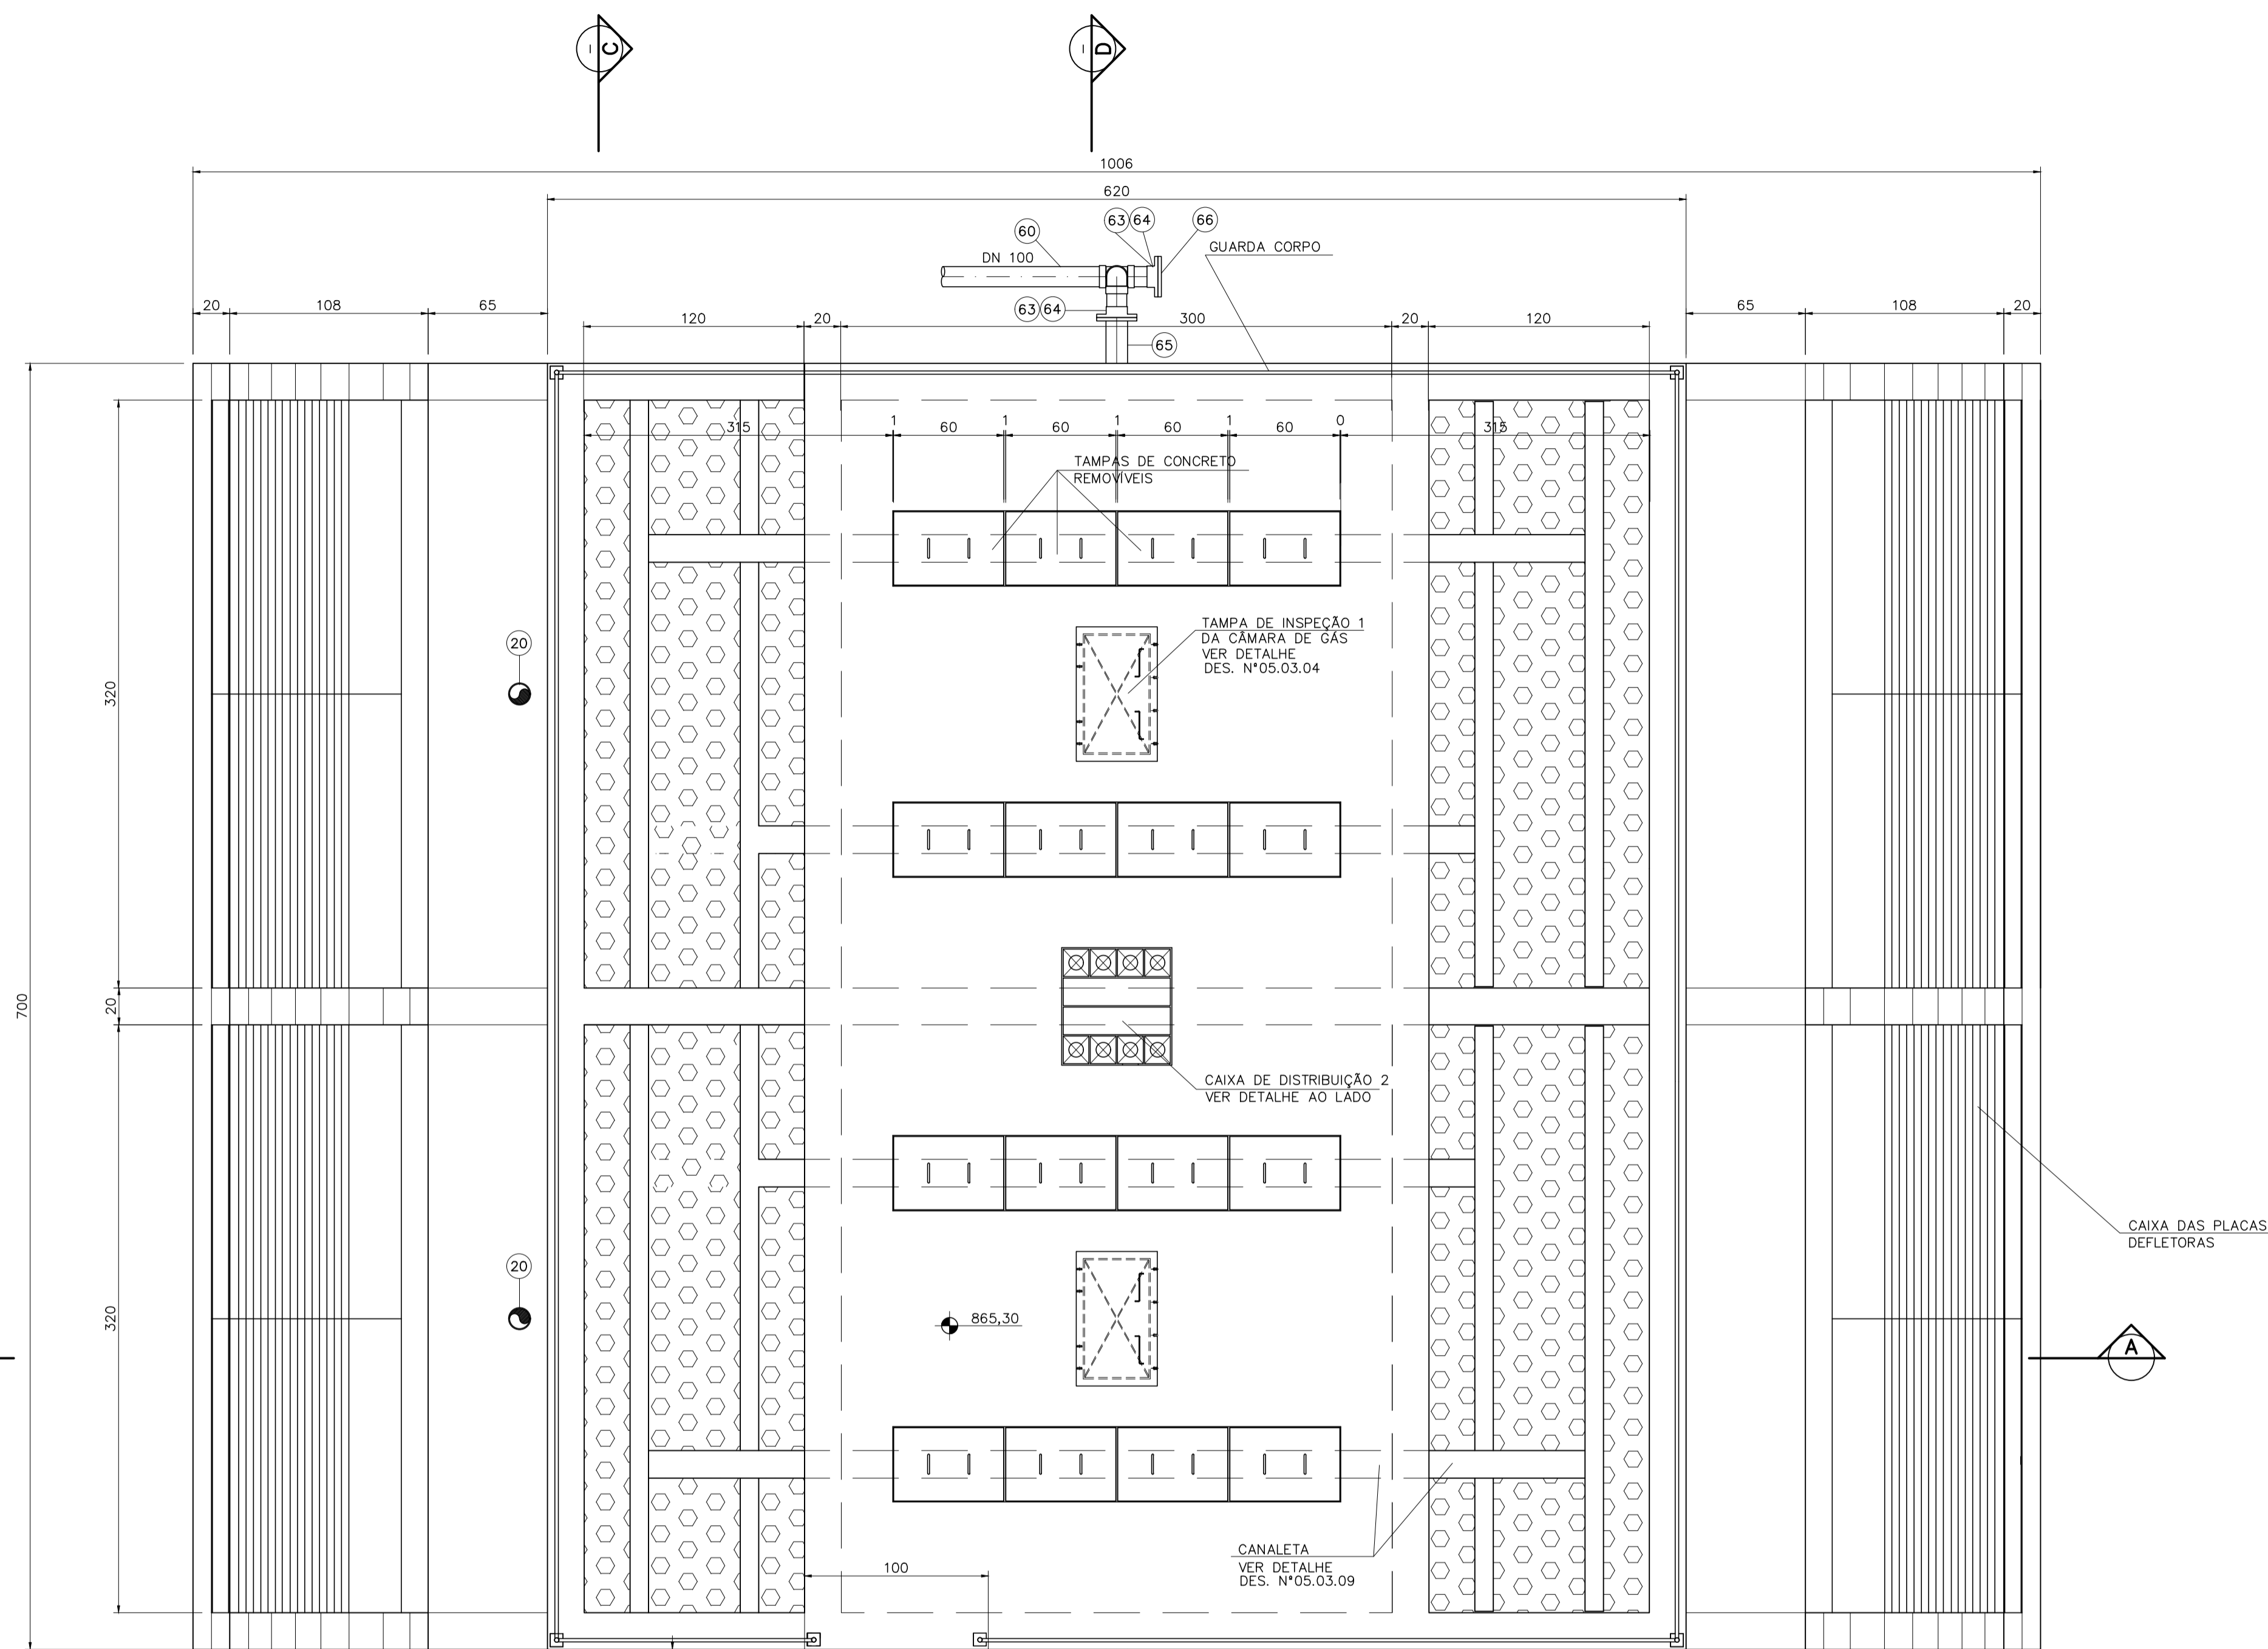 C
D
1006
620
60
63 64
66
GUARDA CORPO
DN 100
20
108
65
63 64
65
108
20
120
20
300
20
120
65
315
1
60
1
60
1
60
1
60
0
315
TAMPAS DE CONCRETO
REMOVÍVEIS
TAMPA DE INSPEÇÃO 1
DA CÂMARA DE GÁS
VER DETALHE
DES. N°05.03.04
20
320
700
20
CAIXA DE DISTRIBUIÇÃO 2
VER DETALHE AO LADO
CAIXA DAS PLACAS
DEFLETORAS
20
320
865,30
A
CANALETA
VER DETALHE
DES. N°05.03.09
100